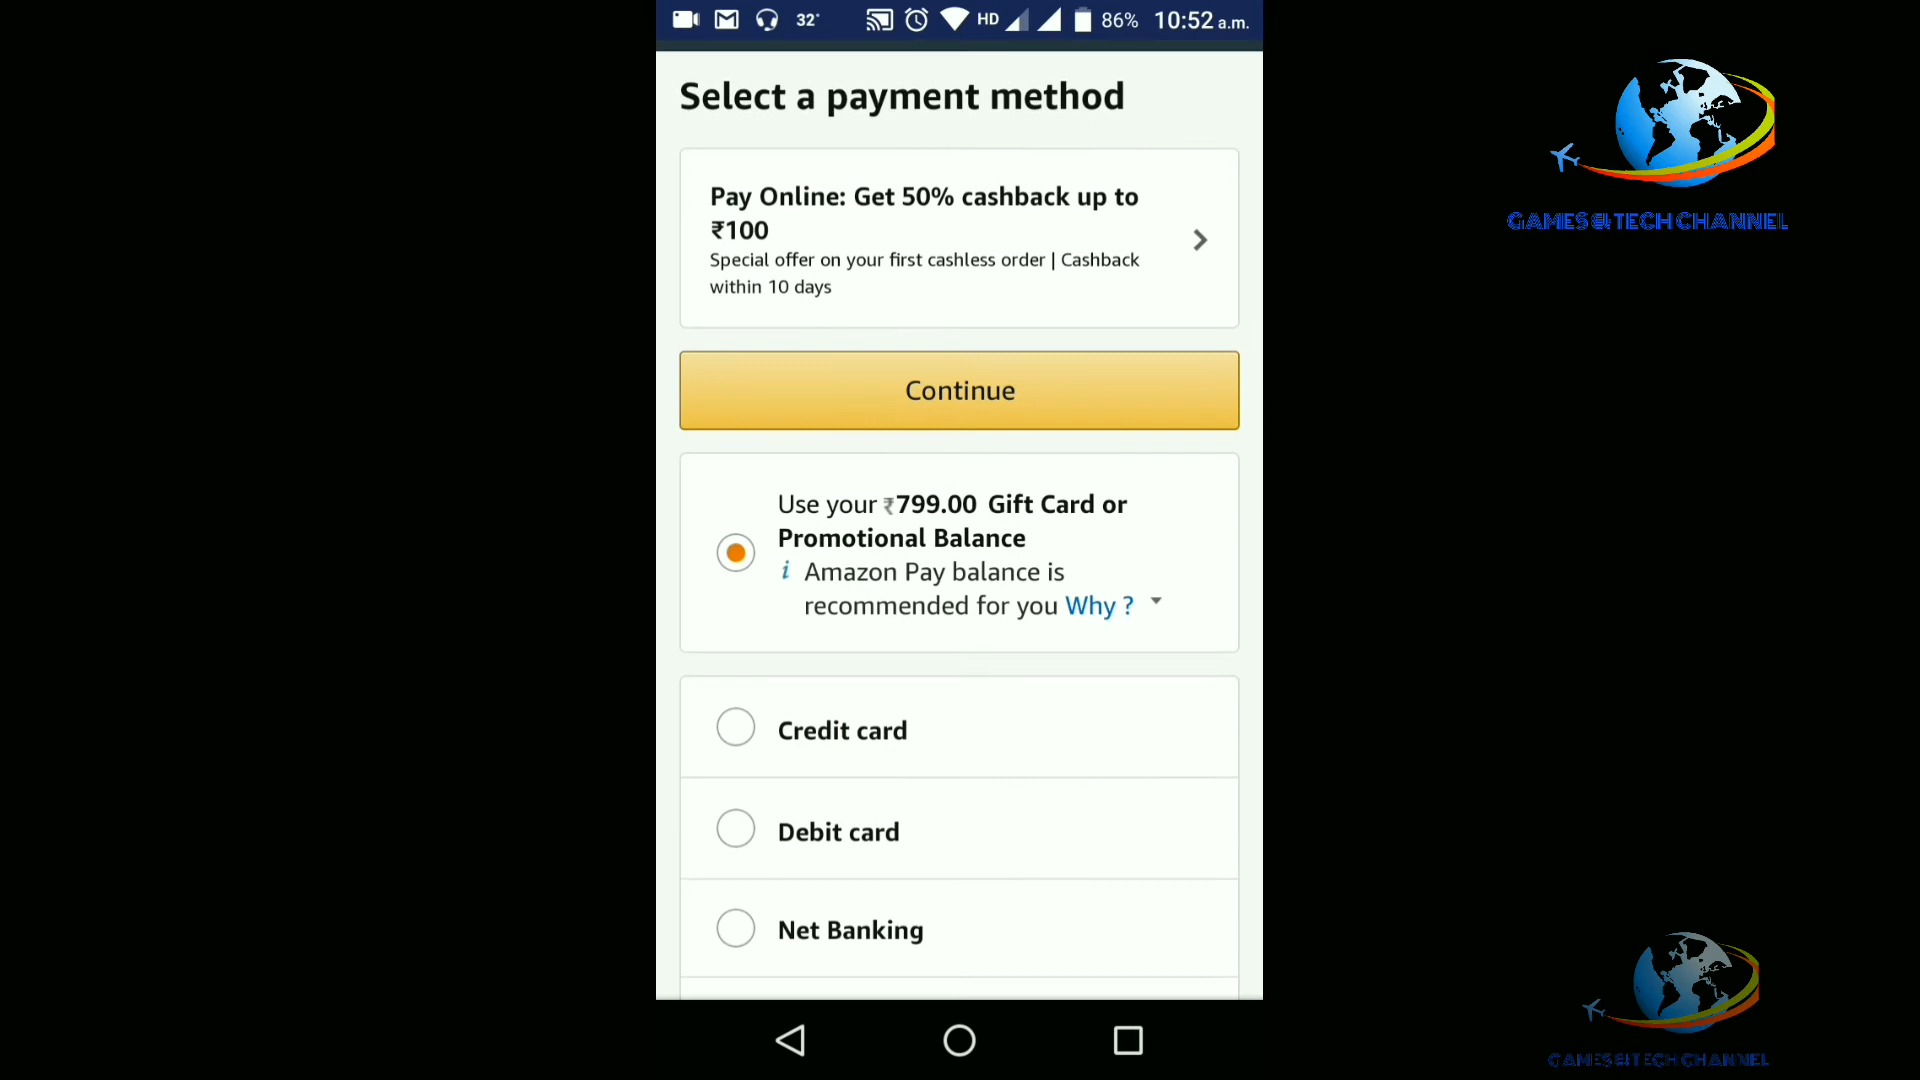 32° HD 86% 10:52 a.m.
Select a payment method
Pay Online: Get 50% cashback up to
₹100
Special offer on your first cashless order | Cashback
within 10 days
Continue
Use your ₹799.00 Gift Card or
Promotional Balance
i Amazon Pay balance is
recommended for you Why ?
Credit card
Debit card
Net Banking
GAMES & TECH CHANNEL
GAMES & TECH CHANNEL